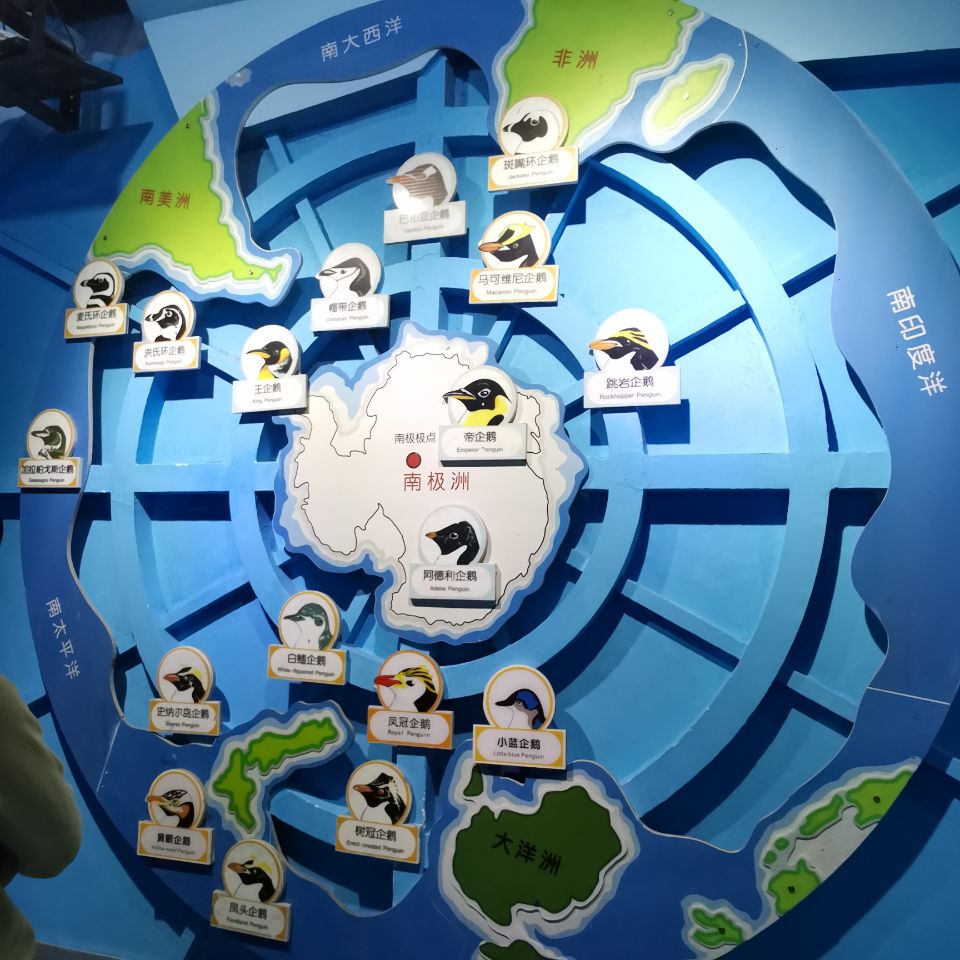 南大西洋
非洲
斑嘴环企鹅
Jackass Penguin
南美洲
巴布亚企鹅
Gentoo Penguin
马可维尼企鹅
Macaroni Penguin
帽带企鹅
Chinstrap Penguin
麦氏环企鹅
Magellanic Penguin
洪氏环企鹅
Penguin
王企鹅
King Penguin
跳岩企鹅
Rockhopper Penguin
南印度洋
帝企鹅
Emperor Penguin
南极极点
南极洲
加拉帕戈斯企鹅
Galapagos Penguin
阿德利企鹅
Adelie Penguin
南太平洋
白鳍企鹅
White-flippered Penguin
史纳尔岛企鹅
Snares Penguin
凤冠企鹅
Royal Penguin
小蓝企鹅
Little blue Penguin
黄眼企鹅
Yellow-eyed Penguin
树冠企鹅
Erect-crested Penguin
大洋洲
凤头企鹅
Fiordland Penguin